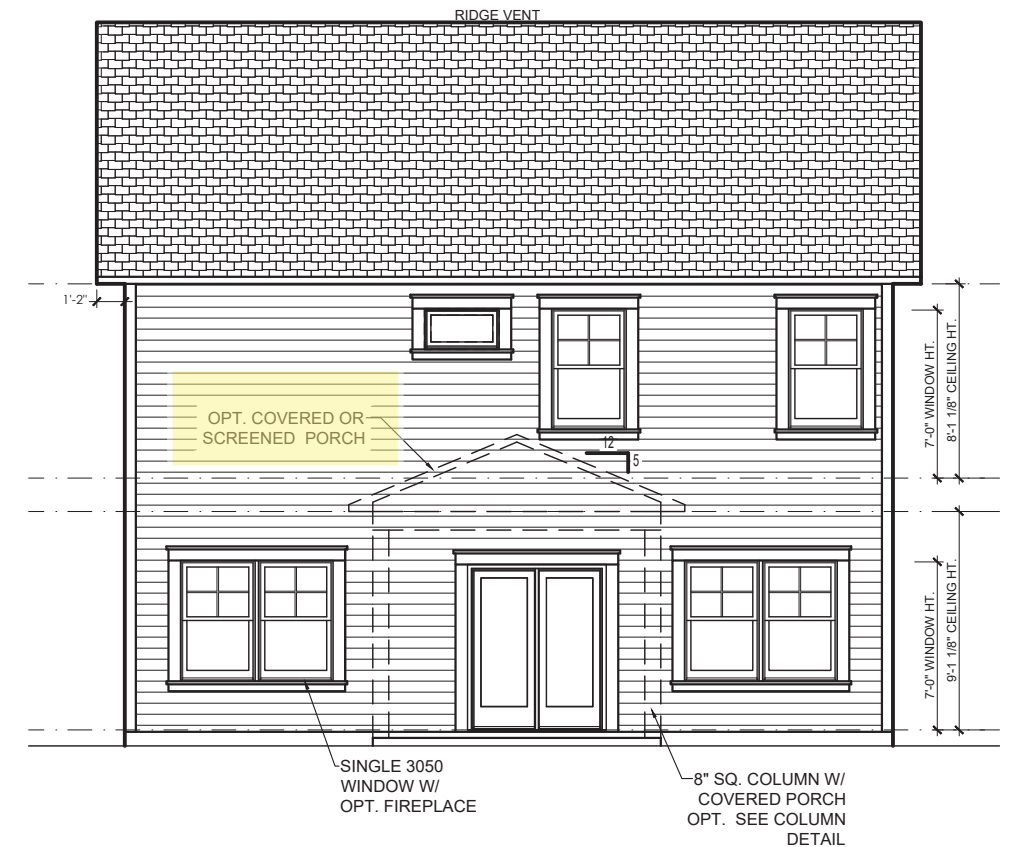 RIDGE VENT
1'-2"
OPT. COVERED OR
SCREENED PORCH
12
5
7'-0" WINDOW HT.
8'-1 1/8" CEILING HT.
7'-0" WINDOW HT.
9'-1 1/8" CEILING HT.
SINGLE 3050
WINDOW W/
OPT. FIREPLACE
8" SQ. COLUMN W/
COVERED PORCH
OPT. SEE COLUMN
DETAIL